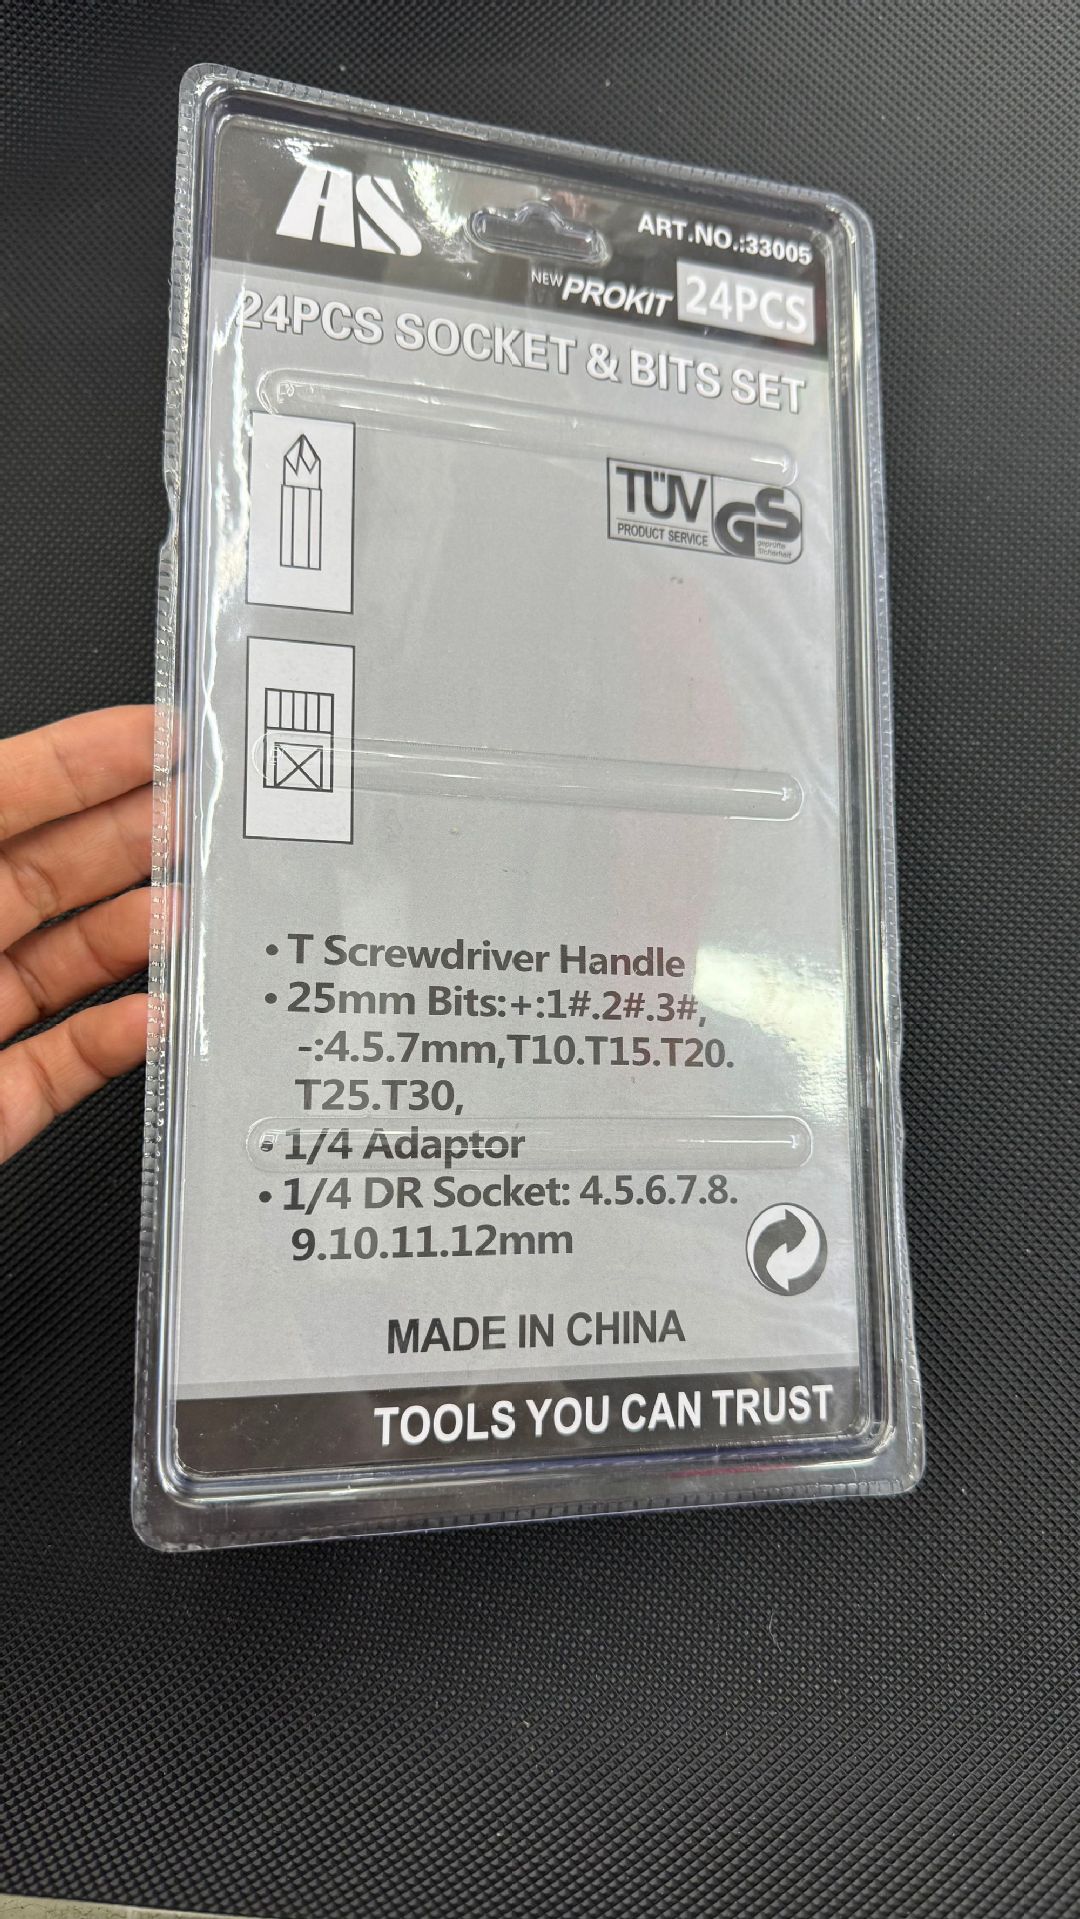 AS
ART.NO.:33005
NEW PROKIT 24PCS
24PCS SOCKET & BITS SET
TÜV
PRODUCT SERVICE
GS
geprüfte
Sicherheit
• T Screwdriver Handle
• 25mm Bits:+:1#.2#.3#,
-:4.5.7mm,T10.T15.T20.
T25.T30,
• 1/4 Adaptor
• 1/4 DR Socket: 4.5.6.7.8.
9.10.11.12mm
MADE IN CHINA
TOOLS YOU CAN TRUST